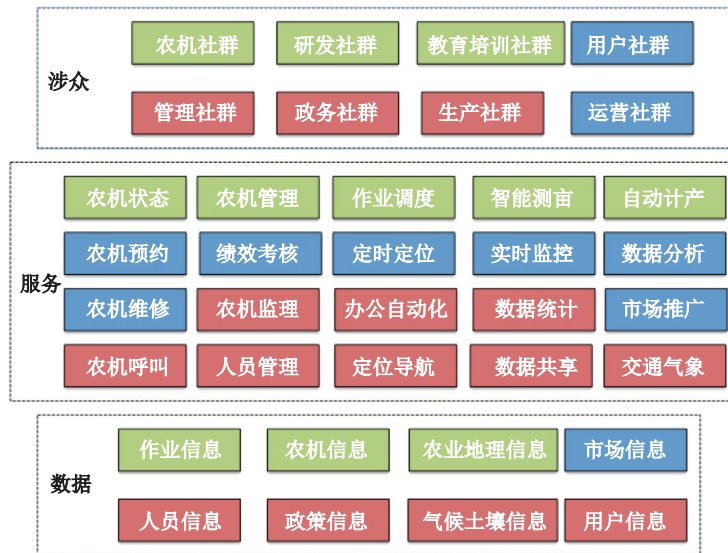 农机社群 研发社群 教育培训社群 用户社群
涉众
管理社群 政务社群 生产社群 运营社群
农机状态 农机管理 作业调度 智能测亩 自动计产
农机预约 绩效考核 定时定位 实时监控 数据分析
服务
农机维修 农机监理 办公自动化 数据统计 市场推广
农机呼叫 人员管理 定位导航 数据共享 交通气象
作业信息 农机信息 农业地理信息 市场信息
数据
人员信息 政策信息 气候土壤信息 用户信息